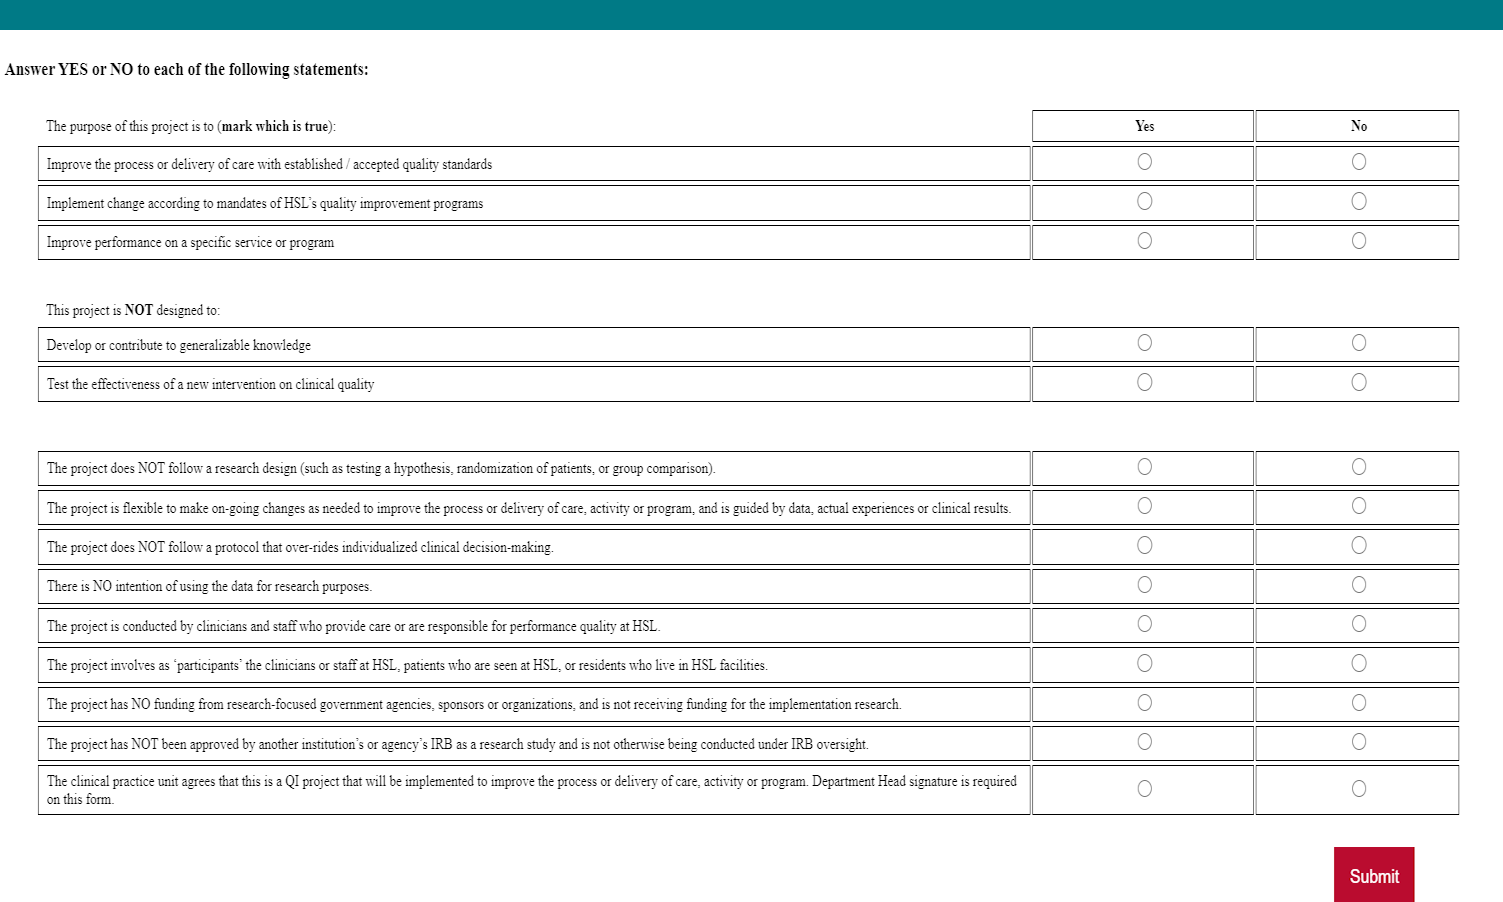 Answer YES or NO to each of the following statements:
The purpose of this project is to (mark which is true):
Yes
No
Improve the process or delivery of care with established / accepted quality standards
Implement change according to mandates of HSL's quality improvement programs
Improve performance on a specific service or program
This project is NOT designed to:
Develop or contribute to generalizable knowledge
Test the effectiveness of a new intervention on clinical quality
The project does NOT follow a research design (such as testing a hypothesis, randomization of patients, or group comparison).
The project is flexible to make on-going changes as needed to improve the process or delivery of care, activity or program, and is guided by data, actual experiences or clinical results.
The project does NOT follow a protocol that over-rides individualized clinical decision-making.
There is NO intention of using the data for research purposes.
The project is conducted by clinicians and staff who provide care or are responsible for performance quality at HSL.
The project involves as ‘participants’ the clinicians or staff at HSL, patients who are seen at HSL, or residents who live in HSL facilities.
The project has NO funding from research-focused government agencies, sponsors or organizations, and is not receiving funding for the implementation research.
The project has NOT been approved by another institution’s or agency’s IRB as a research study and is not otherwise being conducted under IRB oversight.
The clinical practice unit agrees that this is a QI project that will be implemented to improve the process or delivery of care, activity or program. Department Head signature is required
on this form.
Submit